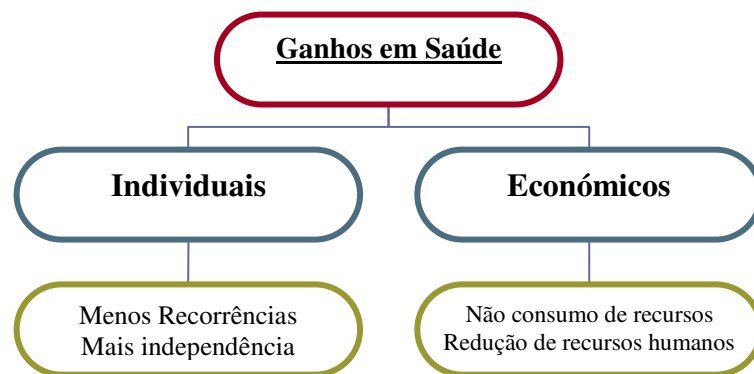 Ganhos em Saúde
Individuais
Económicos
Menos Recorrências
Mais independência
Não consumo de recursos
Redução de recursos humanos